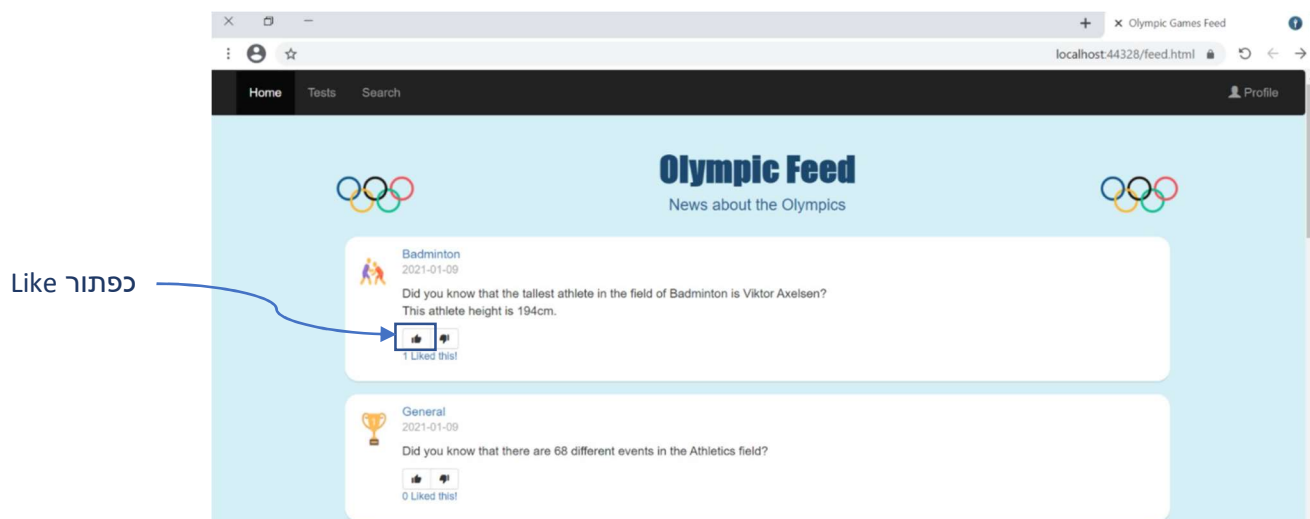 Olympic Games Feed
localhost:44328/feed.html
Home Tests Search Profile
Olympic Feed
News about the Olympics
Badminton
2021-01-09
Did you know that the tallest athlete in the field of Badminton is Viktor Axelsen?
This athlete height is 194cm.
1 Liked this!
כפתור Like
General
2021-01-09
Did you know that there are 68 different events in the Athletics field?
0 Liked this!